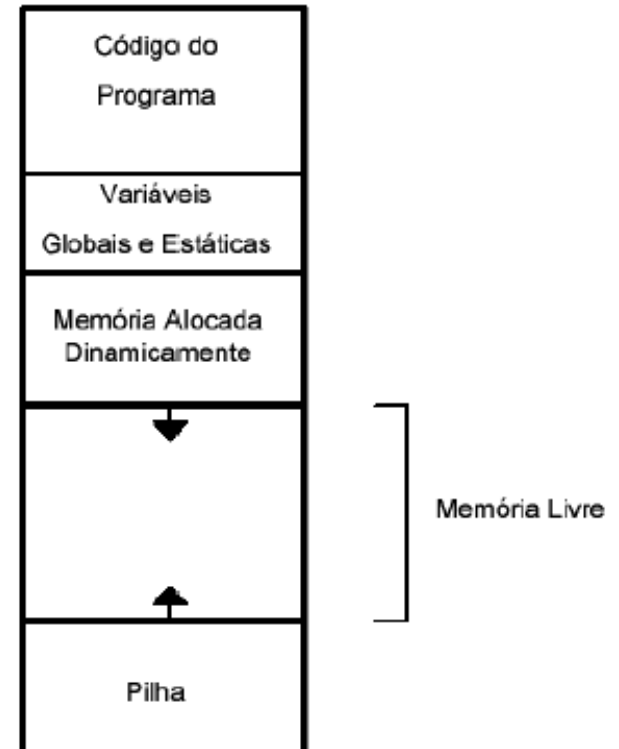 Código do
Programa
Variáveis
Globais e Estáticas
Memória Alocada
Dinamicamente
Memória Livre
Pilha